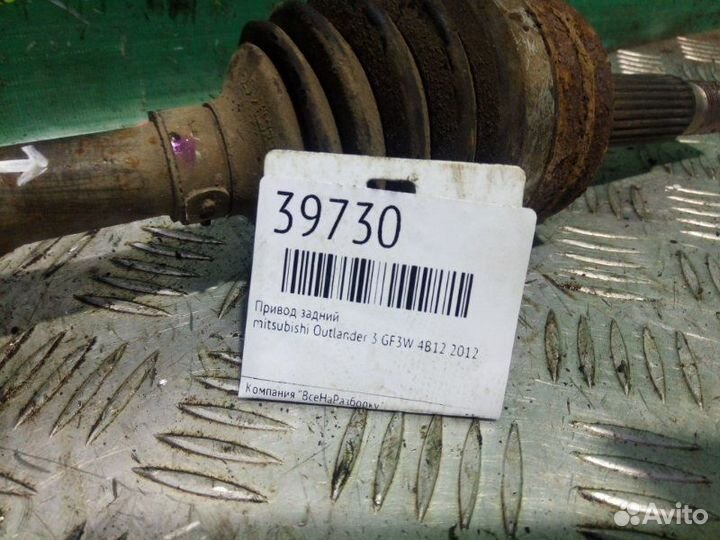 39730
Привод задний
mitsubishi Outlander 3 GF3W 4B12 2012
Компания "ВсеНаРазборку"
Avito